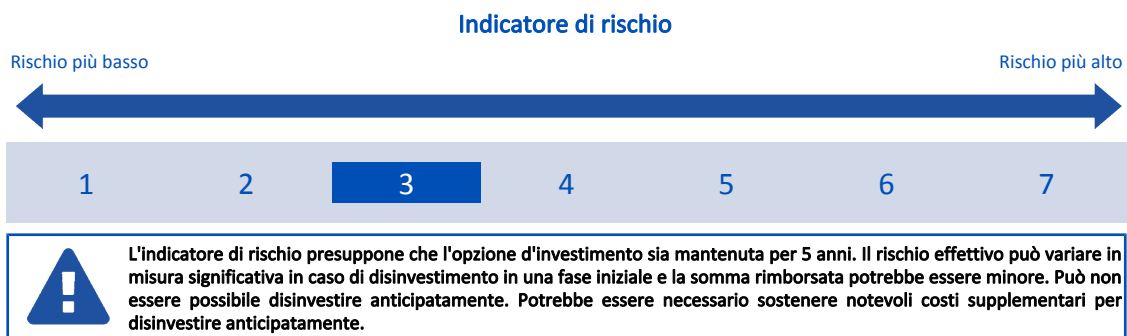 Indicatore di rischio
Rischio più basso
Rischio più alto
1 2 3 4 5 6 7
L'indicatore di rischio presuppone che l'opzione d'investimento sia mantenuta per 5 anni. Il rischio effettivo può variare in
misura significativa in caso di disinvestimento in una fase iniziale e la somma rimborsata potrebbe essere minore. Può non
essere possibile disinvestire anticipatamente. Potrebbe essere necessario sostenere notevoli costi supplementari per
disinvestire anticipatamente.